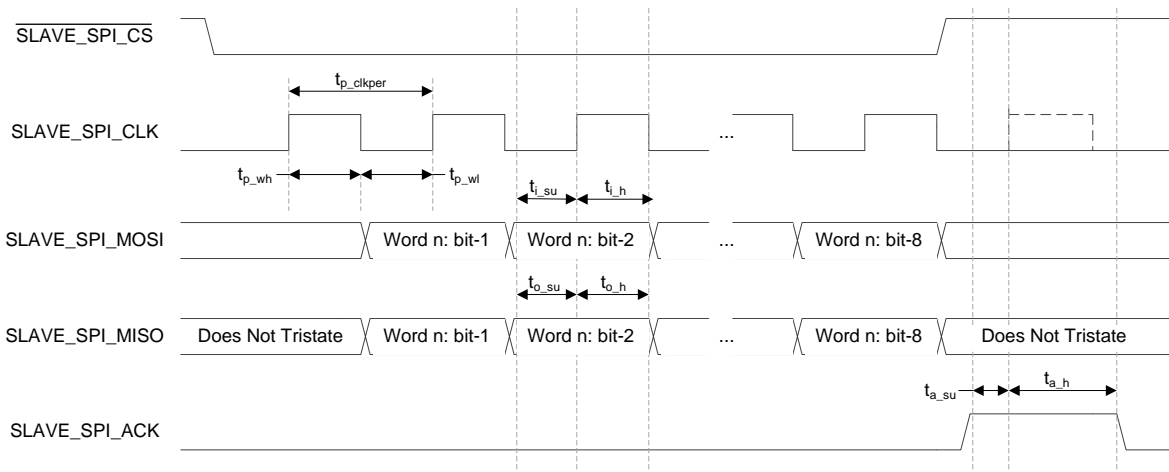 SLAVE_SPI_CS
t_p_clkper
SLAVE_SPI_CLK
...
t_p_wh
t_p_wl
t_i_su
t_i_h
SLAVE_SPI_MOSI
Word n: bit-1
Word n: bit-2
...
Word n: bit-8
t_o_su
t_o_h
SLAVE_SPI_MISO
Does Not Tristate
Word n: bit-1
Word n: bit-2
...
Word n: bit-8
Does Not Tristate
t_a_su
t_a_h
SLAVE_SPI_ACK